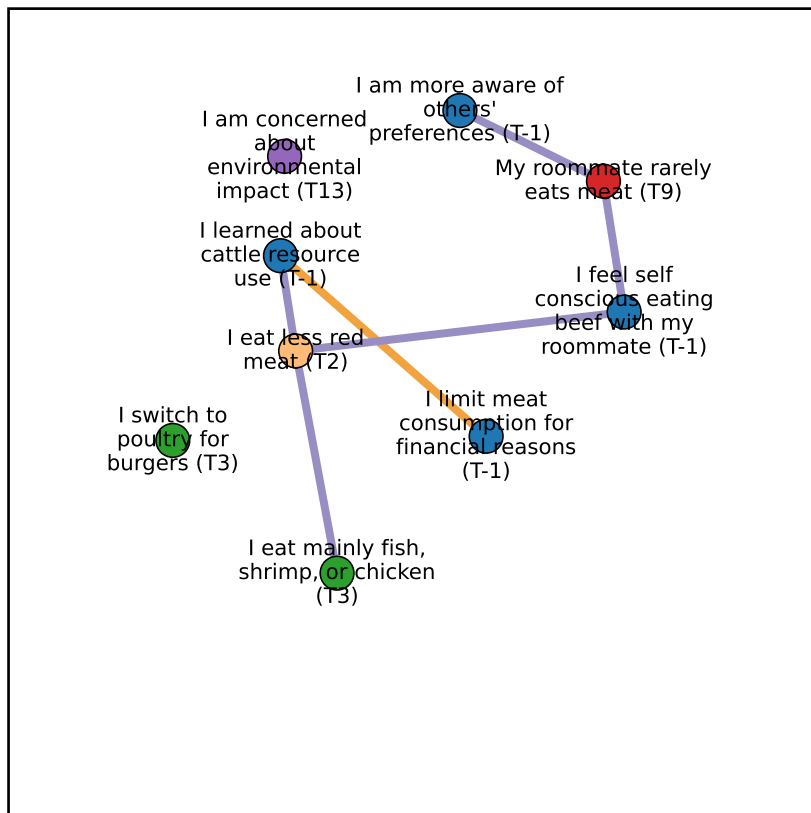 I am more aware of
others'
preferences (T-1)
I am concerned
about
environmental
impact (T13)
My roommate rarely
eats meat (T9)
I learned about
cattle resource
use (T-1)
I feel self
conscious eating
beef with my
roommate (T-1)
I eat less red
meat (T2)
I limit meat
consumption for
financial reasons
(T-1)
I switch to
poultry for
burgers (T3)
I eat mainly fish,
shrimp, or chicken
(T3)